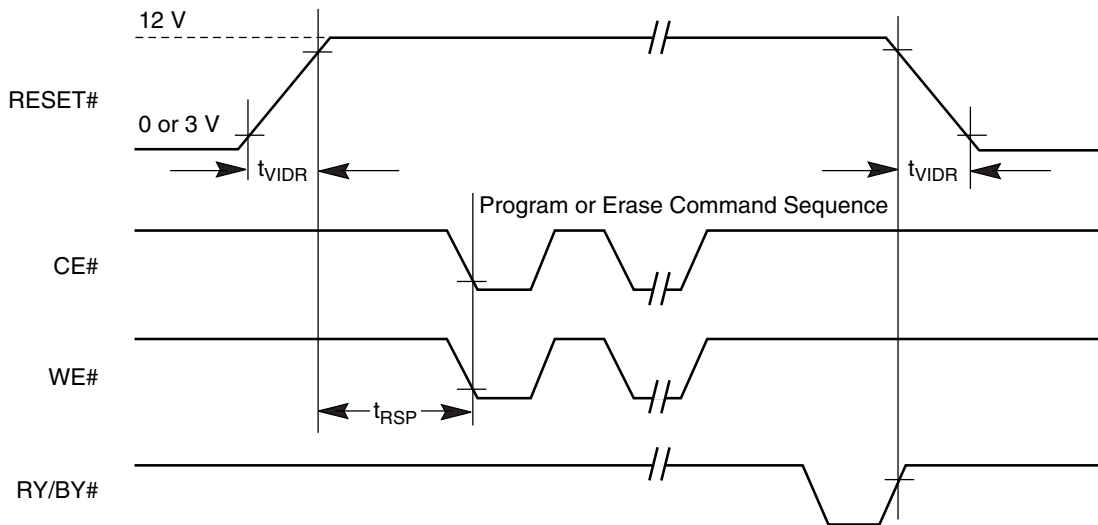 12 V
RESET#
0 or 3 V
tVIDR
tVIDR
Program or Erase Command Sequence
CE#
WE#
tRSP
RY/BY#